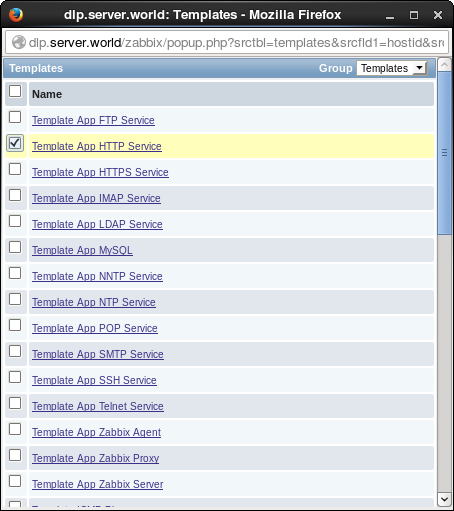 dlp.server.world: Templates - Mozilla Firefox
dlp.server.world/zabbix/popup.php?srctbl=templates&srcfld1=hostid&sr
Templates Group Templates
Name
Template App FTP Service
Template App HTTP Service
Template App HTTPS Service
Template App IMAP Service
Template App LDAP Service
Template App MySQL
Template App NNTP Service
Template App NTP Service
Template App POP Service
Template App SMTP Service
Template App SSH Service
Template App Telnet Service
Template App Zabbix Agent
Template App Zabbix Proxy
Template App Zabbix Server